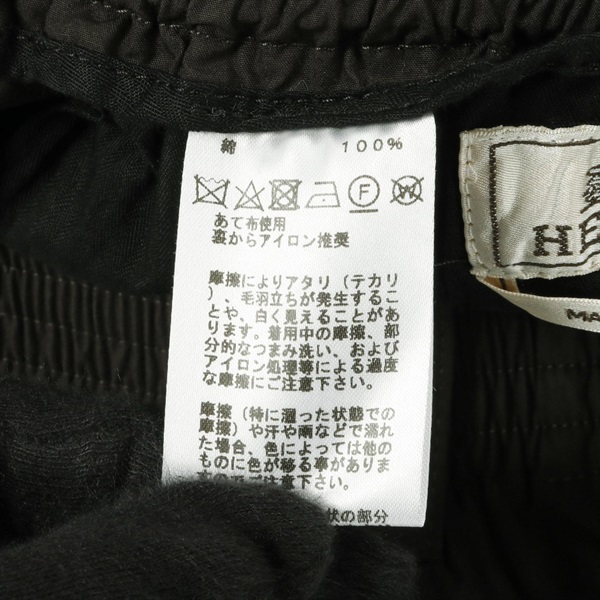 綿 100%
F W
あて布使用
裏からアイロン推奨
摩擦によりアタリ(テカリ
)、毛羽立ちが発生するこ
とや、白く見えることがあ
ります。着用中の摩擦、部
分的なつまみ洗い、および
アイロン処理等による過度
な摩擦にご注意下さい。
摩擦(特に湿った状態での
摩擦)や汗や雨などで濡れ
た場合、色によっては他の
ものに色が移る事がありま
すのでご注意下さい。
状の部分
HE
MA